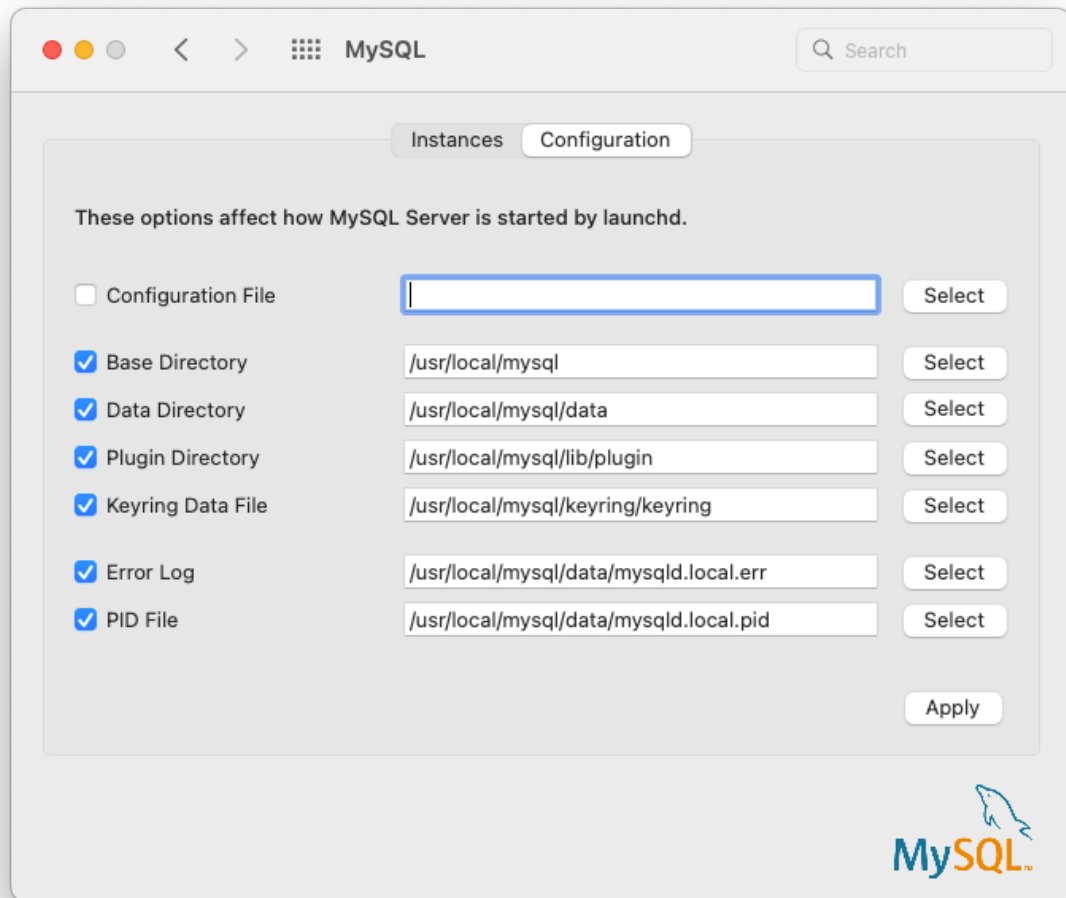 MySQL
Search
Instances Configuration
These options affect how MySQL Server is started by launchd.
Configuration File Select
Base Directory /usr/local/mysql Select
Data Directory /usr/local/mysql/data Select
Plugin Directory /usr/local/mysql/lib/plugin Select
Keyring Data File /usr/local/mysql/keyring/keyring Select
Error Log /usr/local/mysql/data/mysqld.local.err Select
PID File /usr/local/mysql/data/mysqld.local.pid Select
Apply
MySQL™